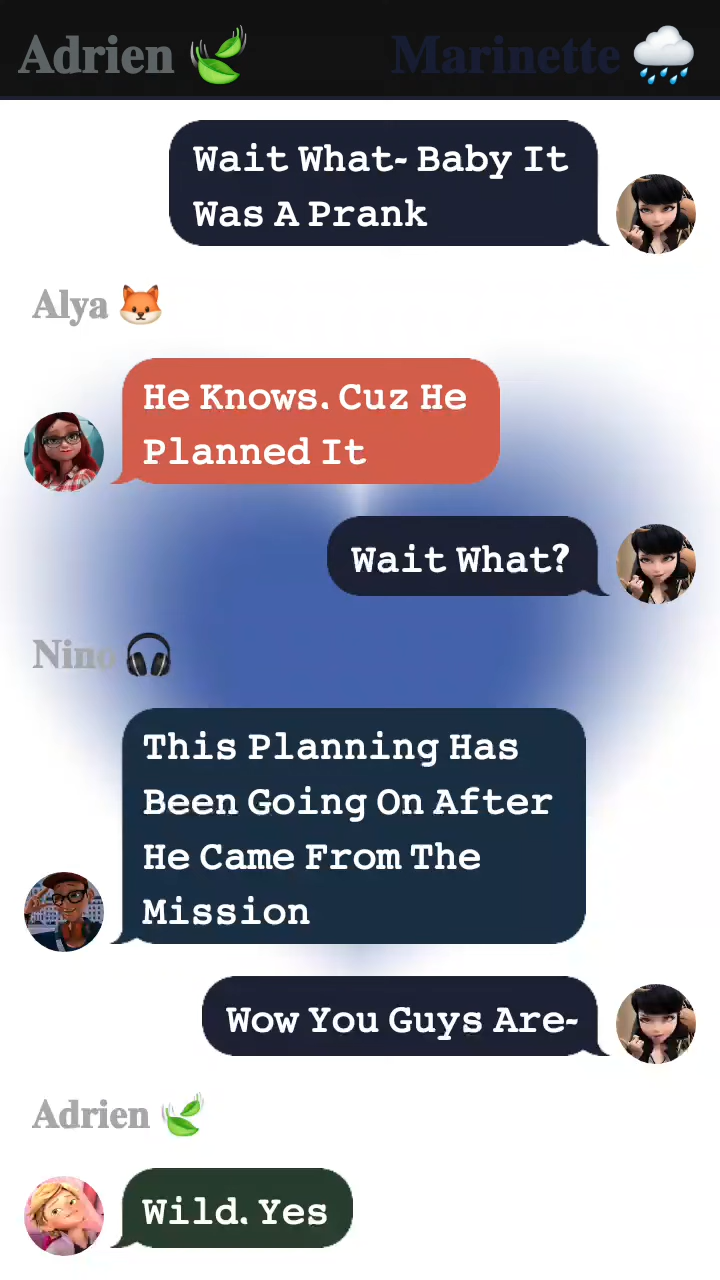 Adrien Marinette
Wait What~ Baby It
Was A Prank
Alya
He Knows. Cuz He
Planned It
Wait What?
Nino
This Planning Has
Been Going On After
He Came From The
Mission
Wow You Guys Are~
Adrien
Wild. Yes